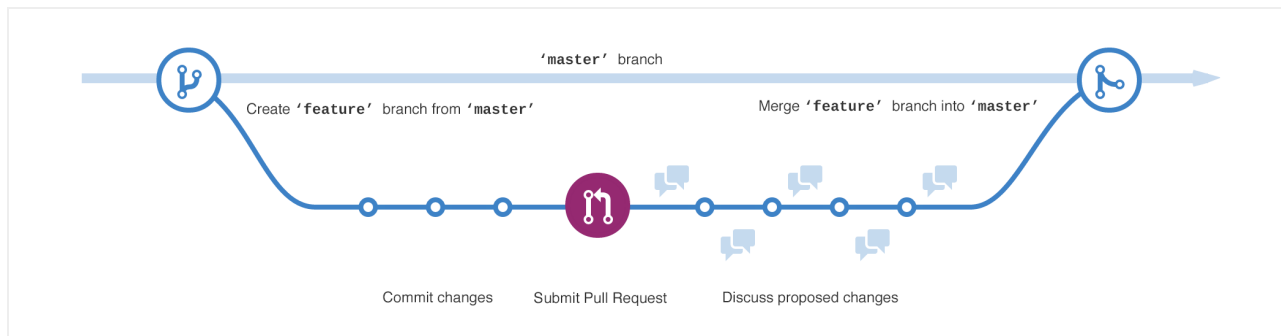 ‘master’ branch
Create ‘feature’ branch from ‘master’
Merge ‘feature’ branch into ‘master’
Commit changes
Submit Pull Request
Discuss proposed changes